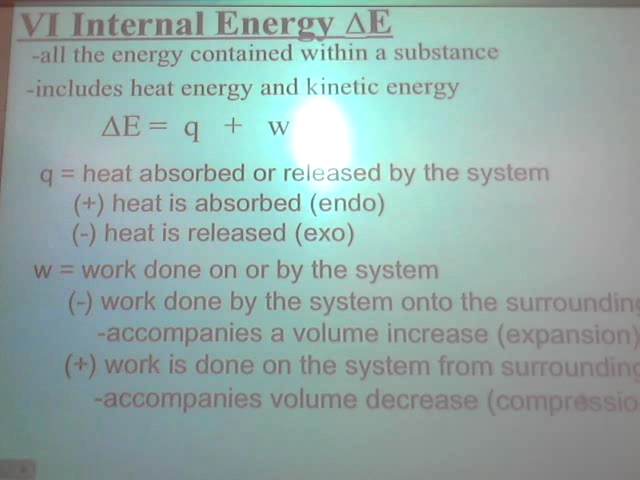 VI Internal Energy ΔE
-all the energy contained within a substance
-includes heat energy and kinetic energy
ΔE = q + w
q = heat absorbed or released by the system
(+) heat is absorbed (endo)
(-) heat is released (exo)
w = work done on or by the system
(-) work done by the system onto the surrounding
-accompanies a volume increase (expansion)
(+) work is done on the system from surrounding
-accompanies volume decrease (compressio